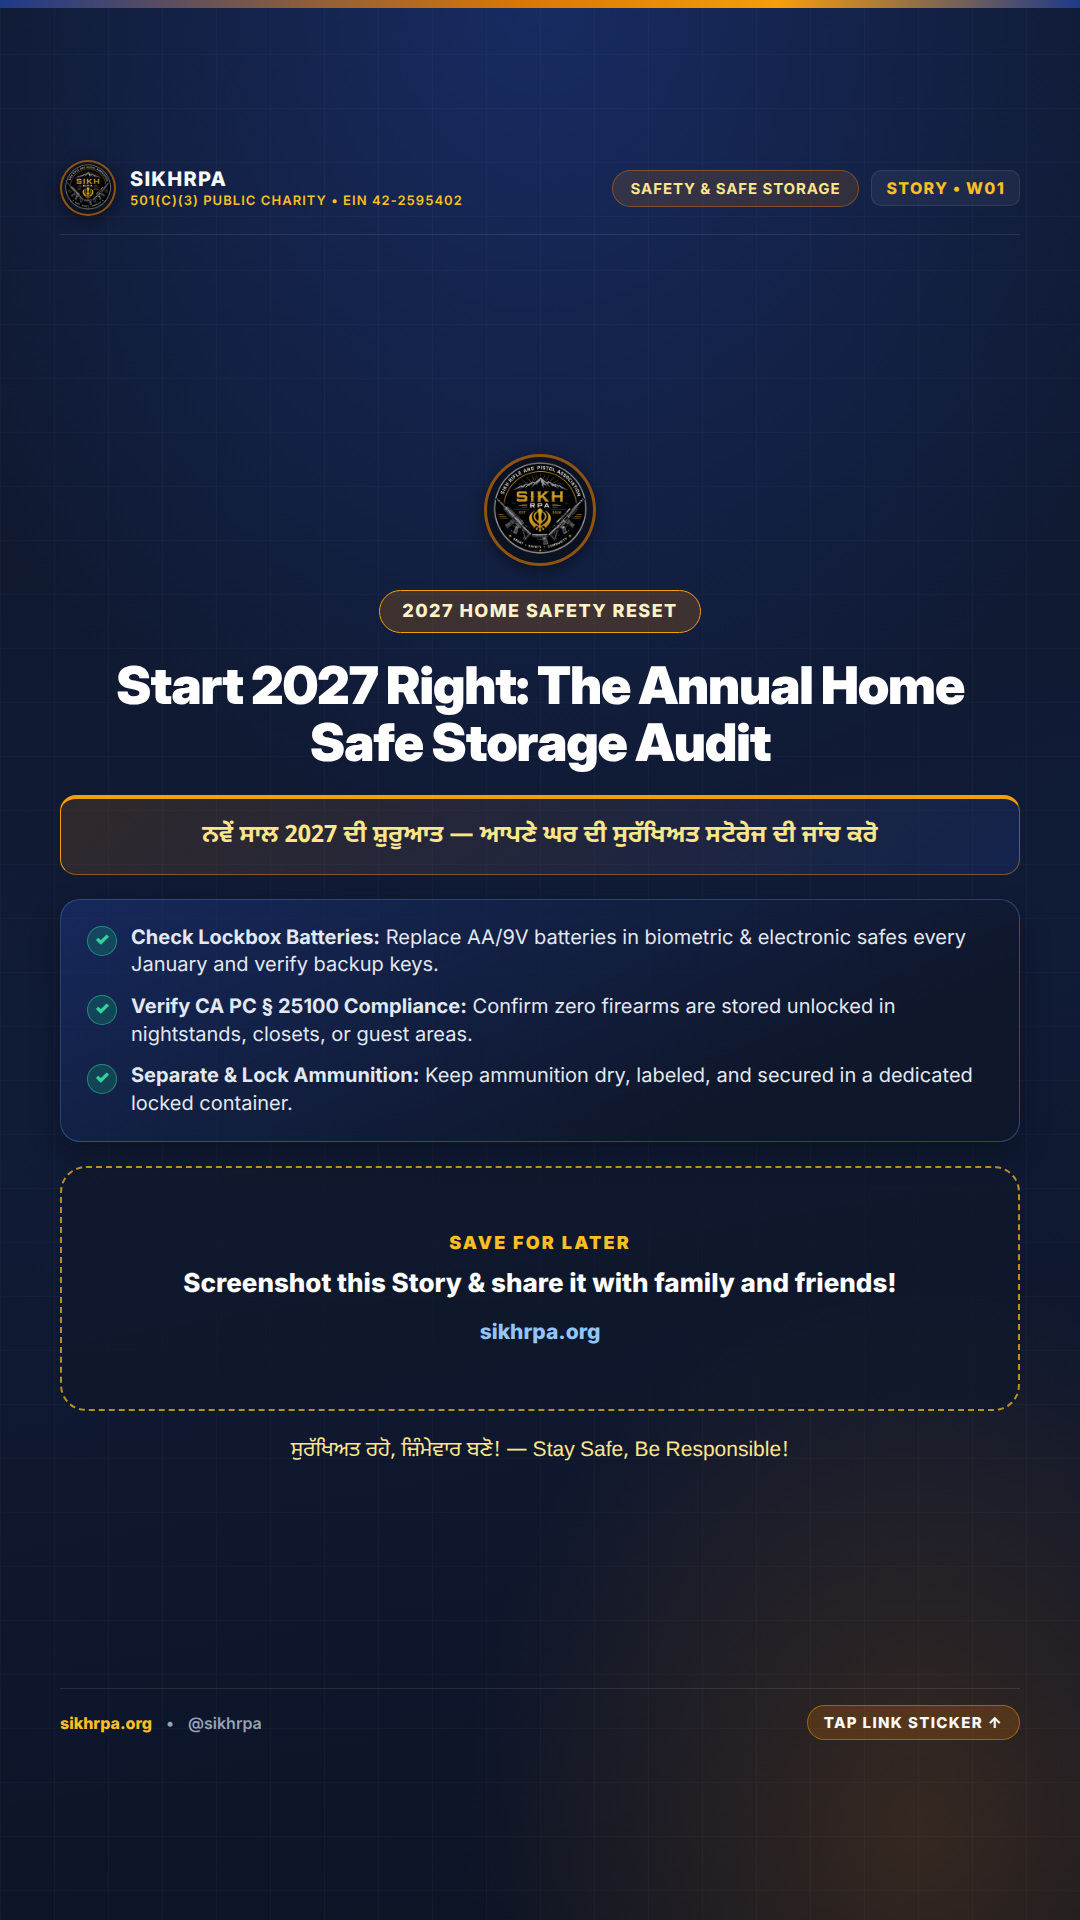 SIKHRPA
501(C)(3) PUBLIC CHARITY • EIN 42-2595402
SAFETY & SAFE STORAGE
STORY • W01
SIKH RIFLE AND PISTOL ASSOCIATION
SIKH
RPA
2027 HOME SAFETY RESET
Start 2027 Right: The Annual Home
Safe Storage Audit
ਨਵੇਂ ਸਾਲ 2027 ਦੀ ਸ਼ੁਰੂਆਤ — ਆਪਣੇ ਘਰ ਦੀ ਸੁਰੱਖਿਅਤ ਸਟੋਰੇਜ ਦੀ ਜਾਂਚ ਕਰੋ
Check Lockbox Batteries: Replace AA/9V batteries in biometric & electronic safes every
January and verify backup keys.
Verify CA PC § 25100 Compliance: Confirm zero firearms are stored unlocked in
nightstands, closets, or guest areas.
Separate & Lock Ammunition: Keep ammunition dry, labeled, and secured in a dedicated
locked container.
SAVE FOR LATER
Screenshot this Story & share it with family and friends!
sikhrpa.org
ਸੁਰੱਖਿਅਤ ਰਹੋ, ਜ਼ਿੰਮੇਵਾਰ ਬਣੋ! — Stay Safe, Be Responsible!
sikhrpa.org • @sikhrpa
TAP LINK STICKER ↑